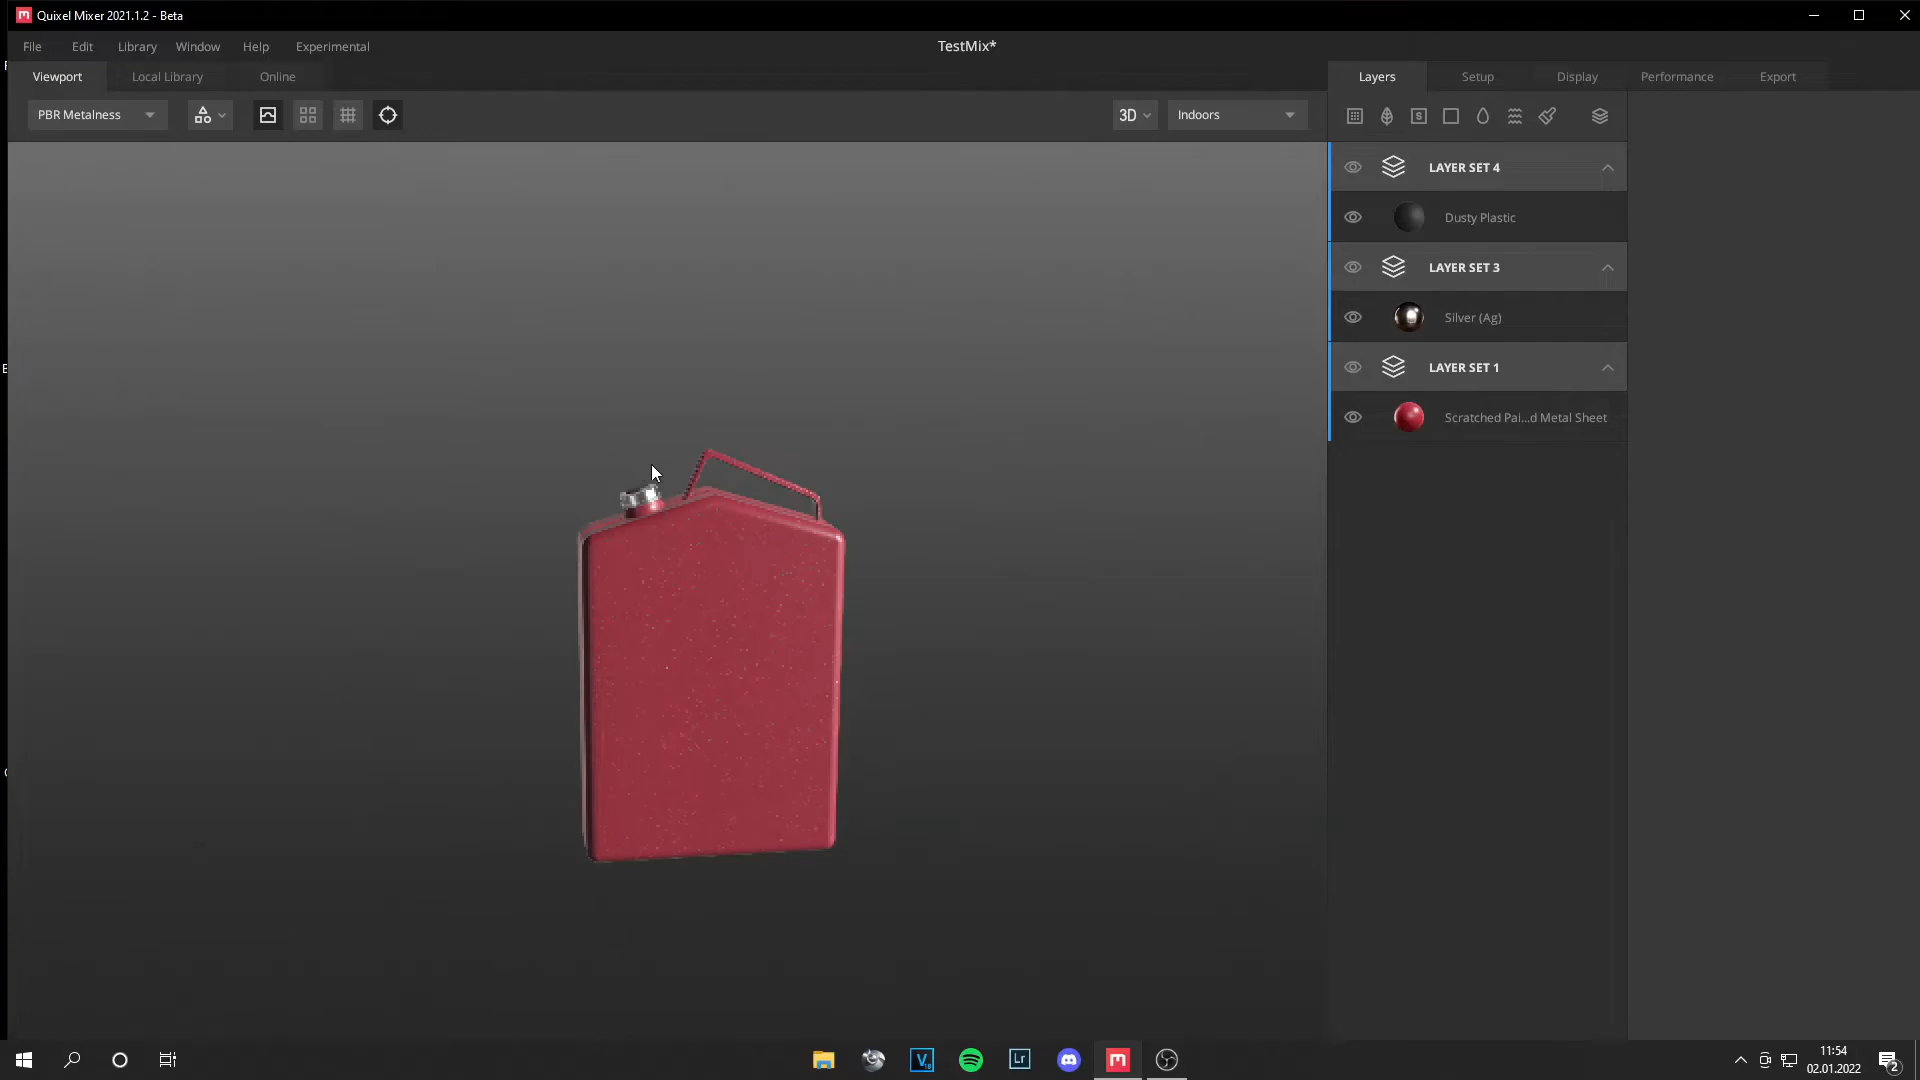 Quixel Mixer 2021.1.2 - Beta
File Edit Library Window Help Experimental
TestMix*
Viewport Local Library Online
Layers Setup Display Performance Export
PBR Metalness
3D
Indoors
LAYER SET 4
Dusty Plastic
LAYER SET 3
Silver (Ag)
LAYER SET 1
Scratched Pai...d Metal Sheet
Lr
11:54
02.01.2022
2